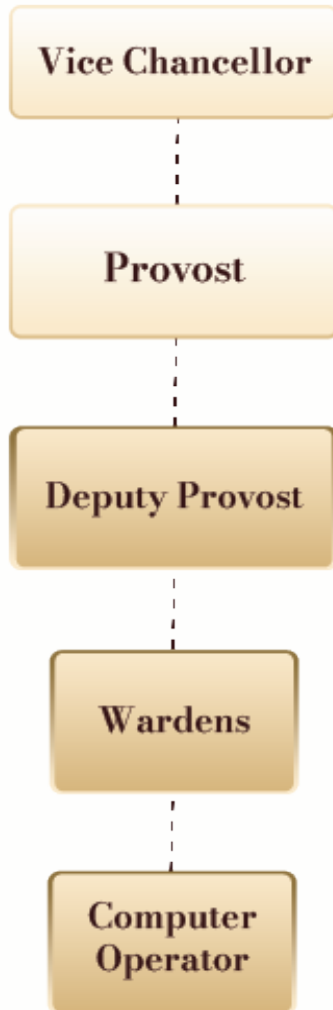 Vice Chancellor
Provost
Deputy Provost
Wardens
Computer
Operator